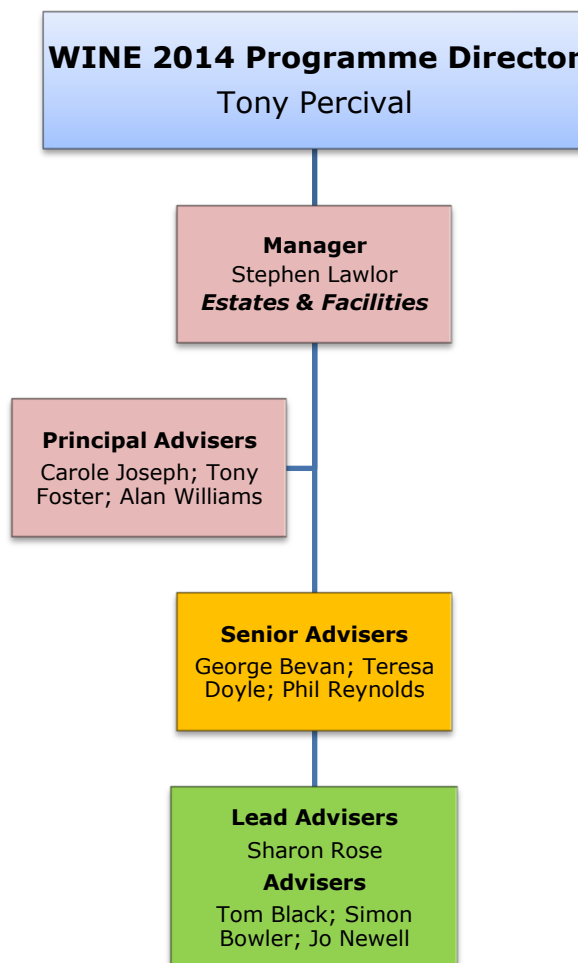 WINE 2014 Programme Director
Tony Percival
Manager
Stephen Lawlor
Estates & Facilities
Principal Advisers
Carole Joseph; Tony
Foster; Alan Williams
Senior Advisers
George Bevan; Teresa
Doyle; Phil Reynolds
Lead Advisers
Sharon Rose
Advisers
Tom Black; Simon
Bowler; Jo Newell